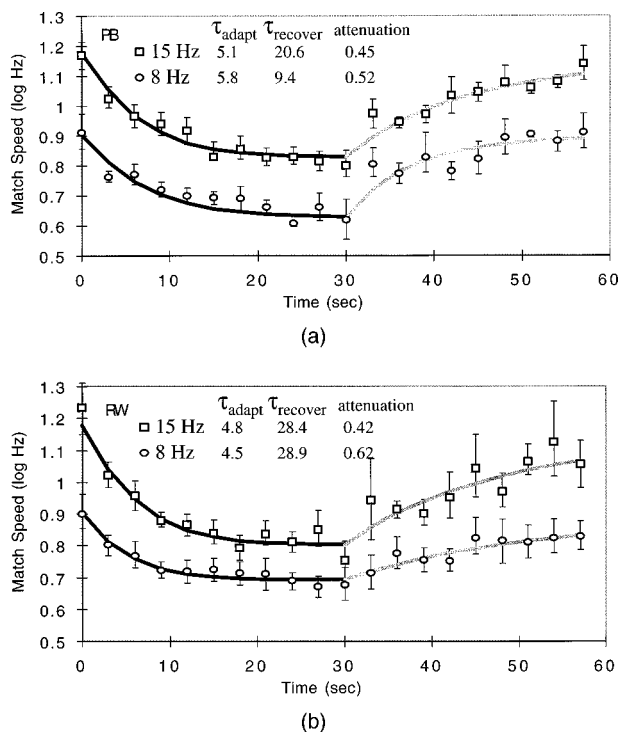 PB τadapt τrecover attenuation
15 Hz 5.1 20.6 0.45
8 Hz 5.8 9.4 0.52
Match Speed (log Hz)
1.3
1.2
1.1
1
0.9
0.8
0.7
0.6
0.5
0 10 20 30 40 50 60
Time (sec)
(a)
RW τadapt τrecover attenuation
15 Hz 4.8 28.4 0.42
8 Hz 4.5 28.9 0.62
Match Speed (log Hz)
1.3
1.2
1.1
1
0.9
0.8
0.7
0.6
0.5
0 10 20 30 40 50 60
Time (sec)
(b)